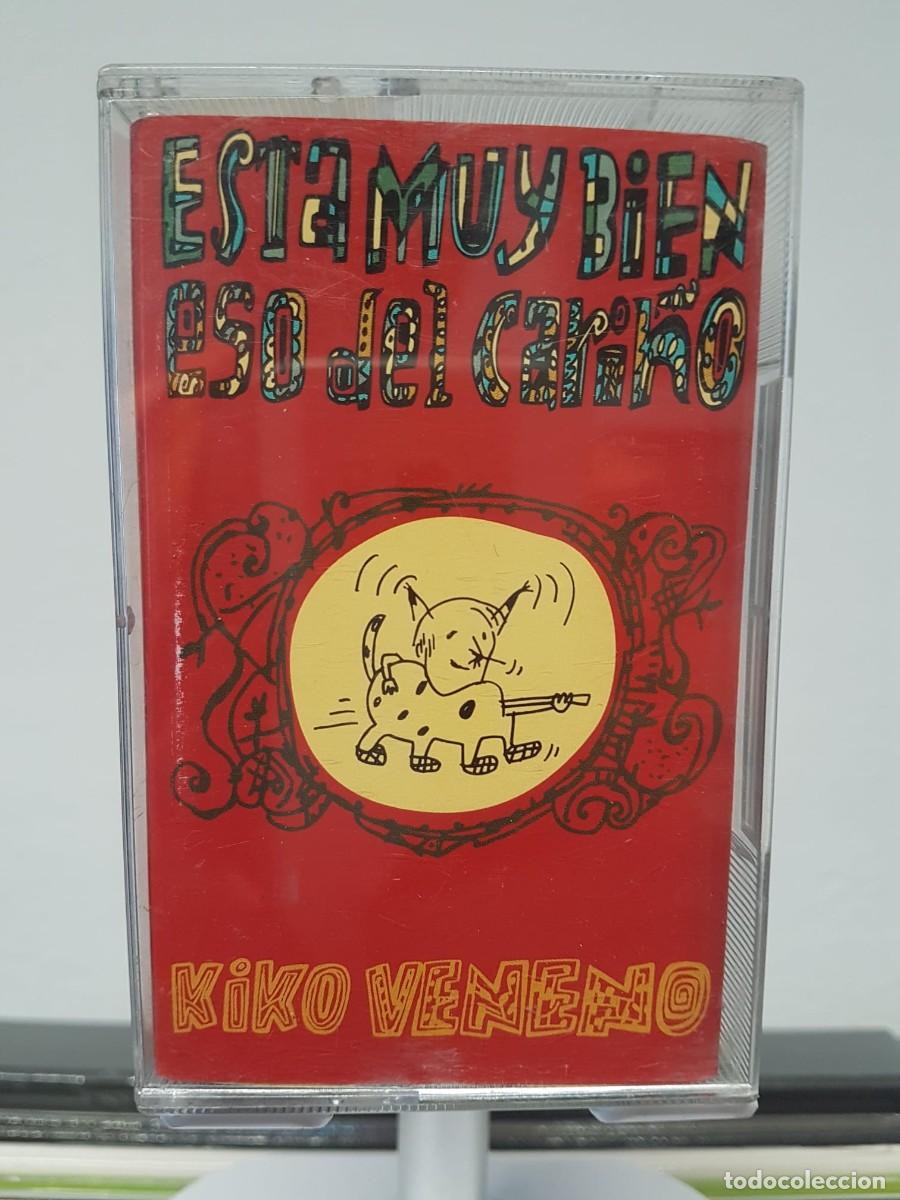 ESTa MUY BiEN
eso del cariño
KiKO VENENO
todocoleccion